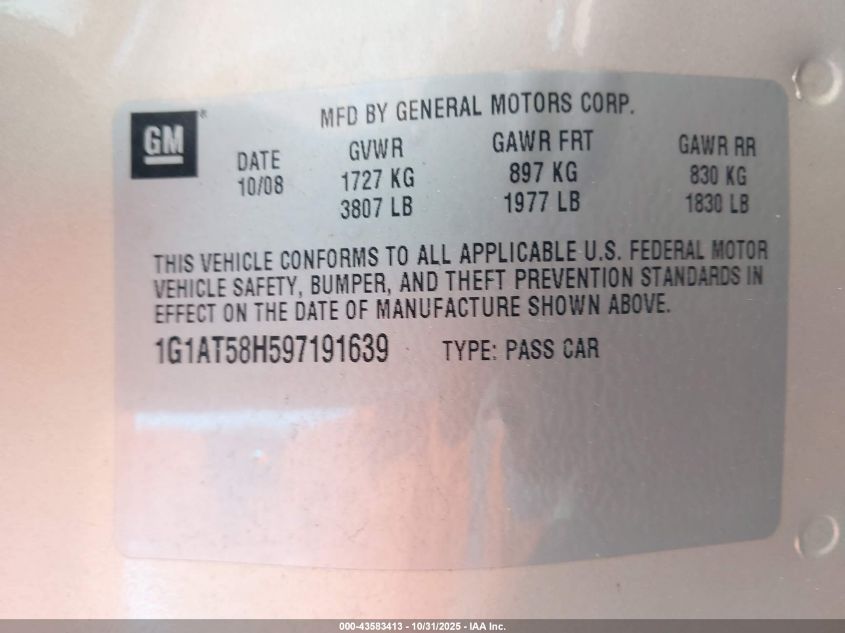 MFD BY GENERAL MOTORS CORP.
GM®
DATE GVWR GAWR FRT GAWR RR
10/08 1727 KG 897 KG 830 KG
3807 LB 1977 LB 1830 LB
THIS VEHICLE CONFORMS TO ALL APPLICABLE U.S. FEDERAL MOTOR
VEHICLE SAFETY, BUMPER, AND THEFT PREVENTION STANDARDS IN
EFFECT ON THE DATE OF MANUFACTURE SHOWN ABOVE.
1G1AT58H597191639 TYPE: PASS CAR
000-43583413 - 10/31/2025 - IAA Inc.